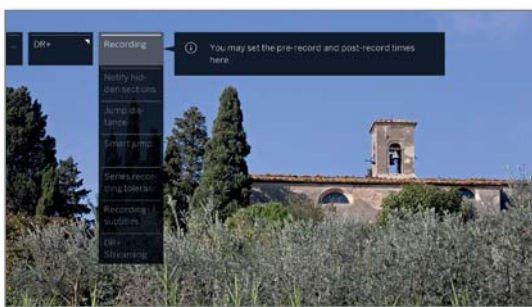 ...
DR+
Recording
You may set the pre-record and post-record times
here.
Notify hid-
den sections
Jump dis-
tance
Smart jump
Series recor-
ding toleran
Recording &
subtitles
DR+
Streaming